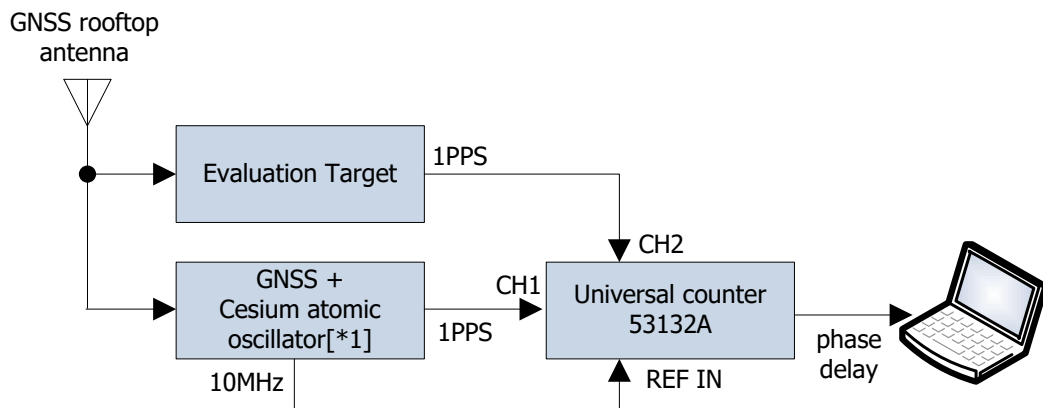 GNSS rooftop
antenna
Evaluation Target
1PPS
CH2
GNSS +
Cesium atomic
oscillator[*1]
CH1
1PPS
Universal counter
53132A
phase
delay
10MHz
REF IN